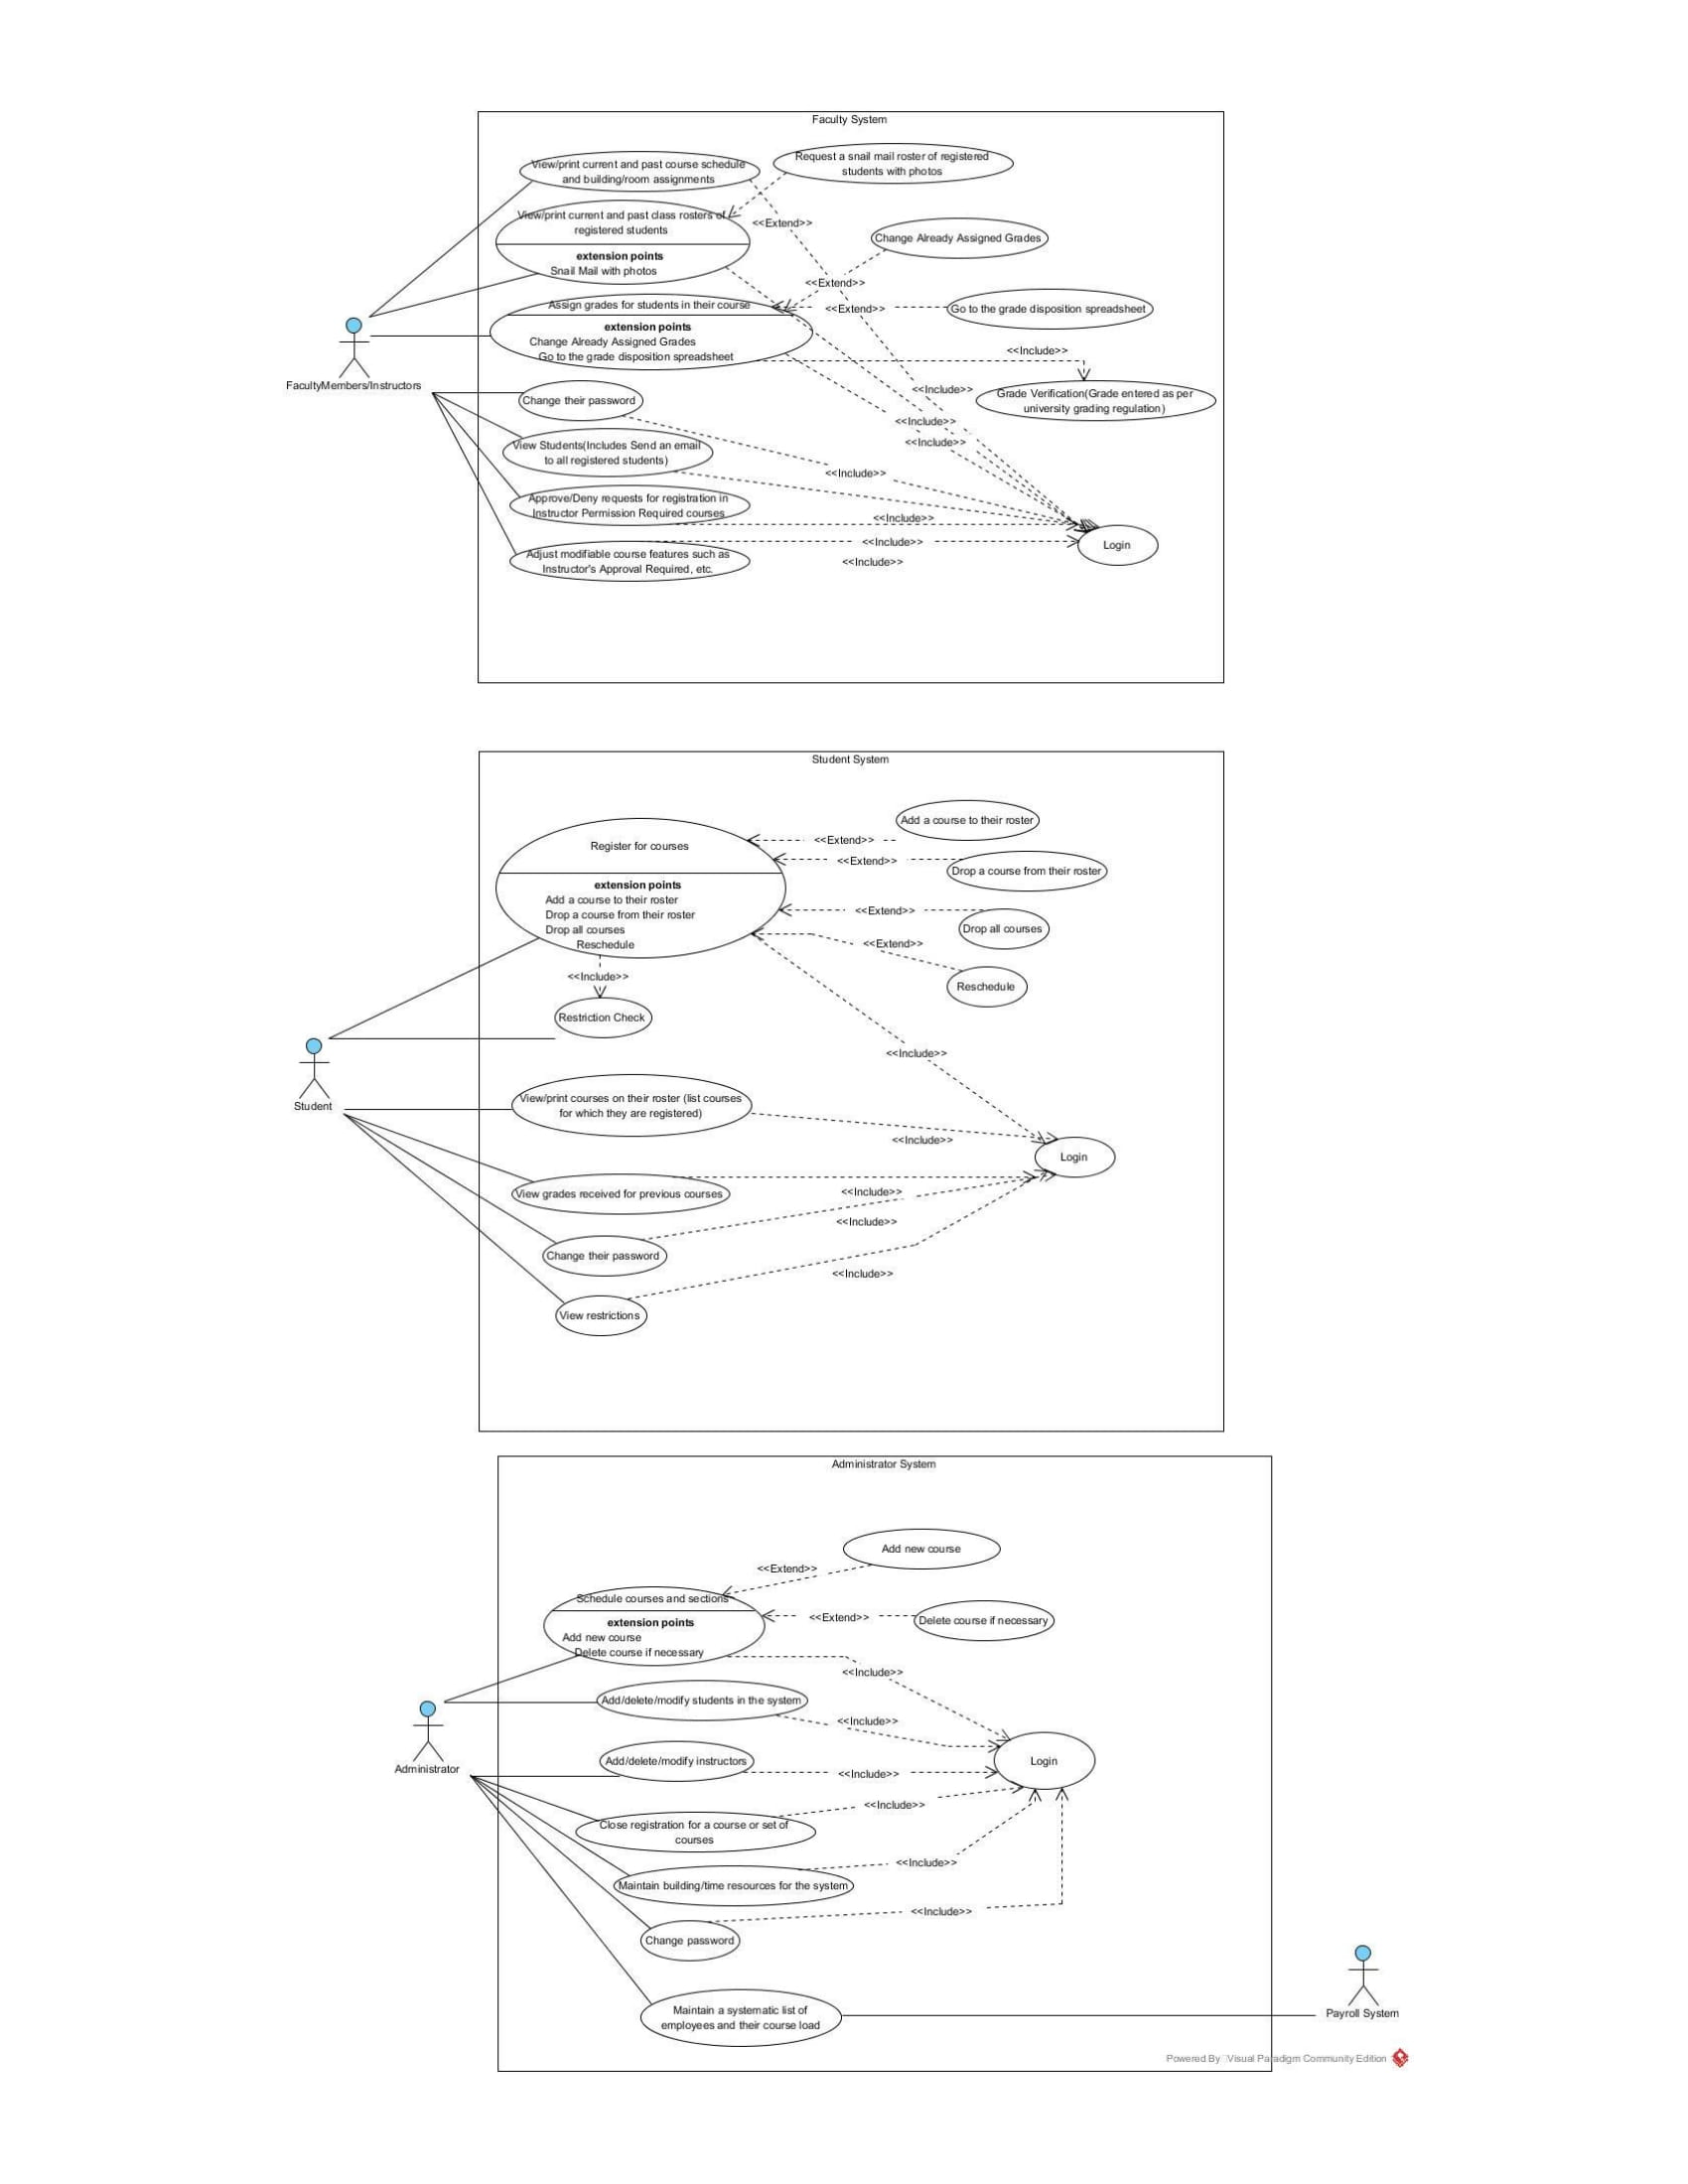 Faculty System
View/print current and past course schedule
and building/room assignments
Request a snail mail roster of registered
students with photos
View/print current and past class rosters of
registered students
extension points
Snail Mail with photos
<<Extend>>
Change Already Assigned Grades
<<Extend>>
Assign grades for students in their course
extension points
Change Already Assigned Grades
Go to the grade disposition spreadsheet
<<Extend>>
Go to the grade disposition spreadsheet
<<Include>>
FacultyMembers/Instructors
Grade Verification(Grade entered as per
university grading regulation)
<<Include>>
Change their password
<<Include>>
<<Include>>
View Students(Includes Send an email
to all registered students)
<<Include>>
Approve/Deny requests for registration in
Instructor Permission Required courses
<<Include>>
<<Include>>
Login
Adjust modifiable course features such as
Instructor's Approval Required, etc.
<<Include>>
Student System
Add a course to their roster
<<Extend>>
Register for courses
<<Extend>>
Drop a course from their roster
extension points
Add a course to their roster
Drop a course from their roster
Drop all courses
Reschedule
<<Extend>>
Drop all courses
<<Extend>>
Reschedule
<<Include>>
Restriction Check
<<Include>>
Student
View/print courses on their roster (list courses
for which they are registered)
<<Include>>
Login
View grades received for previous courses
<<Include>>
<<Include>>
Change their password
<<Include>>
View restrictions
Administrator System
Add new course
<<Extend>>
Schedule courses and sections
extension points
Add new course
Delete course if necessary
<<Extend>>
Delete course if necessary
<<Include>>
Add/delete/modify students in the system
<<Include>>
Administrator
Add/delete/modify instructors
<<Include>>
Login
<<Include>>
Close registration for a course or set of
courses
<<Include>>
Maintain building/time resources for the system
<<Include>>
Change password
Maintain a systematic list of
employees and their course load
Payroll System
Powered By Visual Paradigm Community Edition